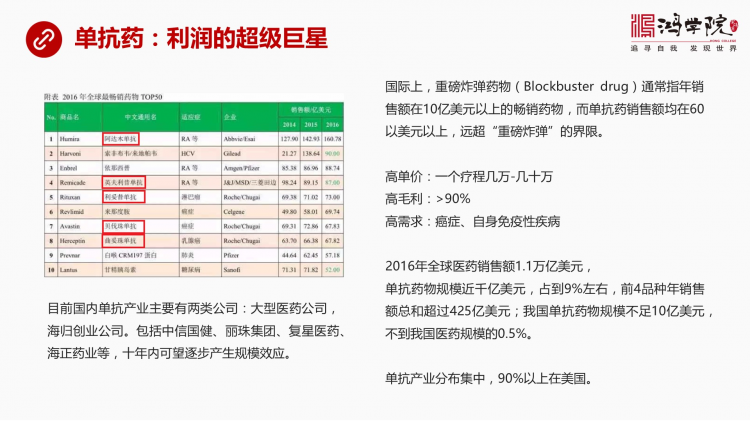 单抗药：利润的超级巨星
鸿学院
HONG COLLEGE
追寻自我 发现世界
附表 2016 年全球最畅销药物 TOP50
No. 商品名 中文通用名 适应症 企业 销售额/亿美元
2014 2015 2016
1 Humira 阿达木单抗 RA 等 Abbvie/Esai 127.90 142.93 160.78
2 Harvoni 索非布韦/来迪帕韦 HCV Gilead 21.27 138.64 90.00
3 Enbrel 依那西普 RA 等 Amgen/Pfizer 85.38 86.96 88.74
4 Remicade 英夫利昔单抗 RA 等 J&J/MSD/三菱田边 98.24 89.15 87.00
5 Rituxan 利妥昔单抗 淋巴瘤 Roche/Chugai 69.38 71.02 73.00
6 Revlimid 来那度胺 癌症 Celgene 49.80 58.01 69.74
7 Avastin 贝伐珠单抗 癌症 Roche/Chugai 69.31 72.86 67.83
8 Herceptin 曲妥珠单抗 乳腺癌 Roche/Chugai 63.70 66.38 67.82
9 Prevnar 白喉 CRM197 蛋白 肺炎 Pfizer 44.64 62.45 57.18
10 Lantus 甘精胰岛素 糖尿病 Sanofi 71.31 71.82 52.00
目前国内单抗产业主要有两类公司：大型医药公司，
海归创业公司。包括中信国健、丽珠集团、复星医药、
海正药业等，十年内可望逐步产生规模效应。
国际上，重磅炸弹药物（Blockbuster drug）通常指年销
售额在10亿美元以上的畅销药物，而单抗药销售额均在60
以美元以上，远超“重磅炸弹”的界限。
高单价：一个疗程几万-几十万
高毛利：>90%
高需求：癌症、自身免疫性疾病
2016年全球医药销售额1.1万亿美元，
单抗药物规模近千亿美元，占到9%左右，前4品种年销售
额总和超过425亿美元；我国单抗药物规模不足10亿美元，
不到我国医药规模的0.5%。
单抗产业分布集中，90%以上在美国。